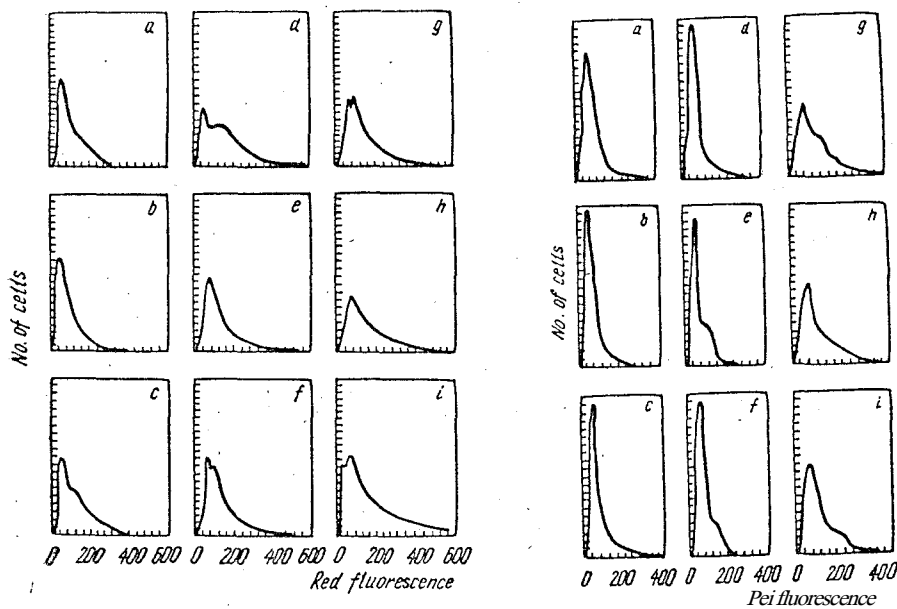 a d g
b e h
c f i
No. of cells
0 200 400 600 0 200 400 600 0 200 400 600
Red fluorescence
a d g
b e h
c f i
No. of cells
0 200 400 0 200 400 0 200 400
Pei fluorescence